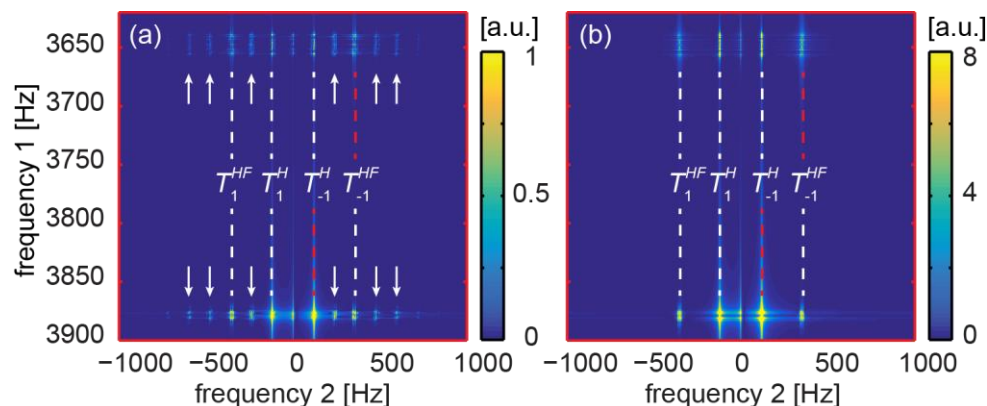 (a)
[a.u.]
(b)
[a.u.]
frequency 1 [Hz]
3650
3700
3750
3800
3850
3900
T₁ᴴᶠ T₁ᴴ T₋₁ᴴ T₋₁ᴴᶠ
1
0.5
0
T₁ᴴᶠ T₁ᴴ T₋₁ᴴ T₋₁ᴴᶠ
8
4
0
−1000 −500 0 500 1000
frequency 2 [Hz]
−1000 −500 0 500 1000
frequency 2 [Hz]